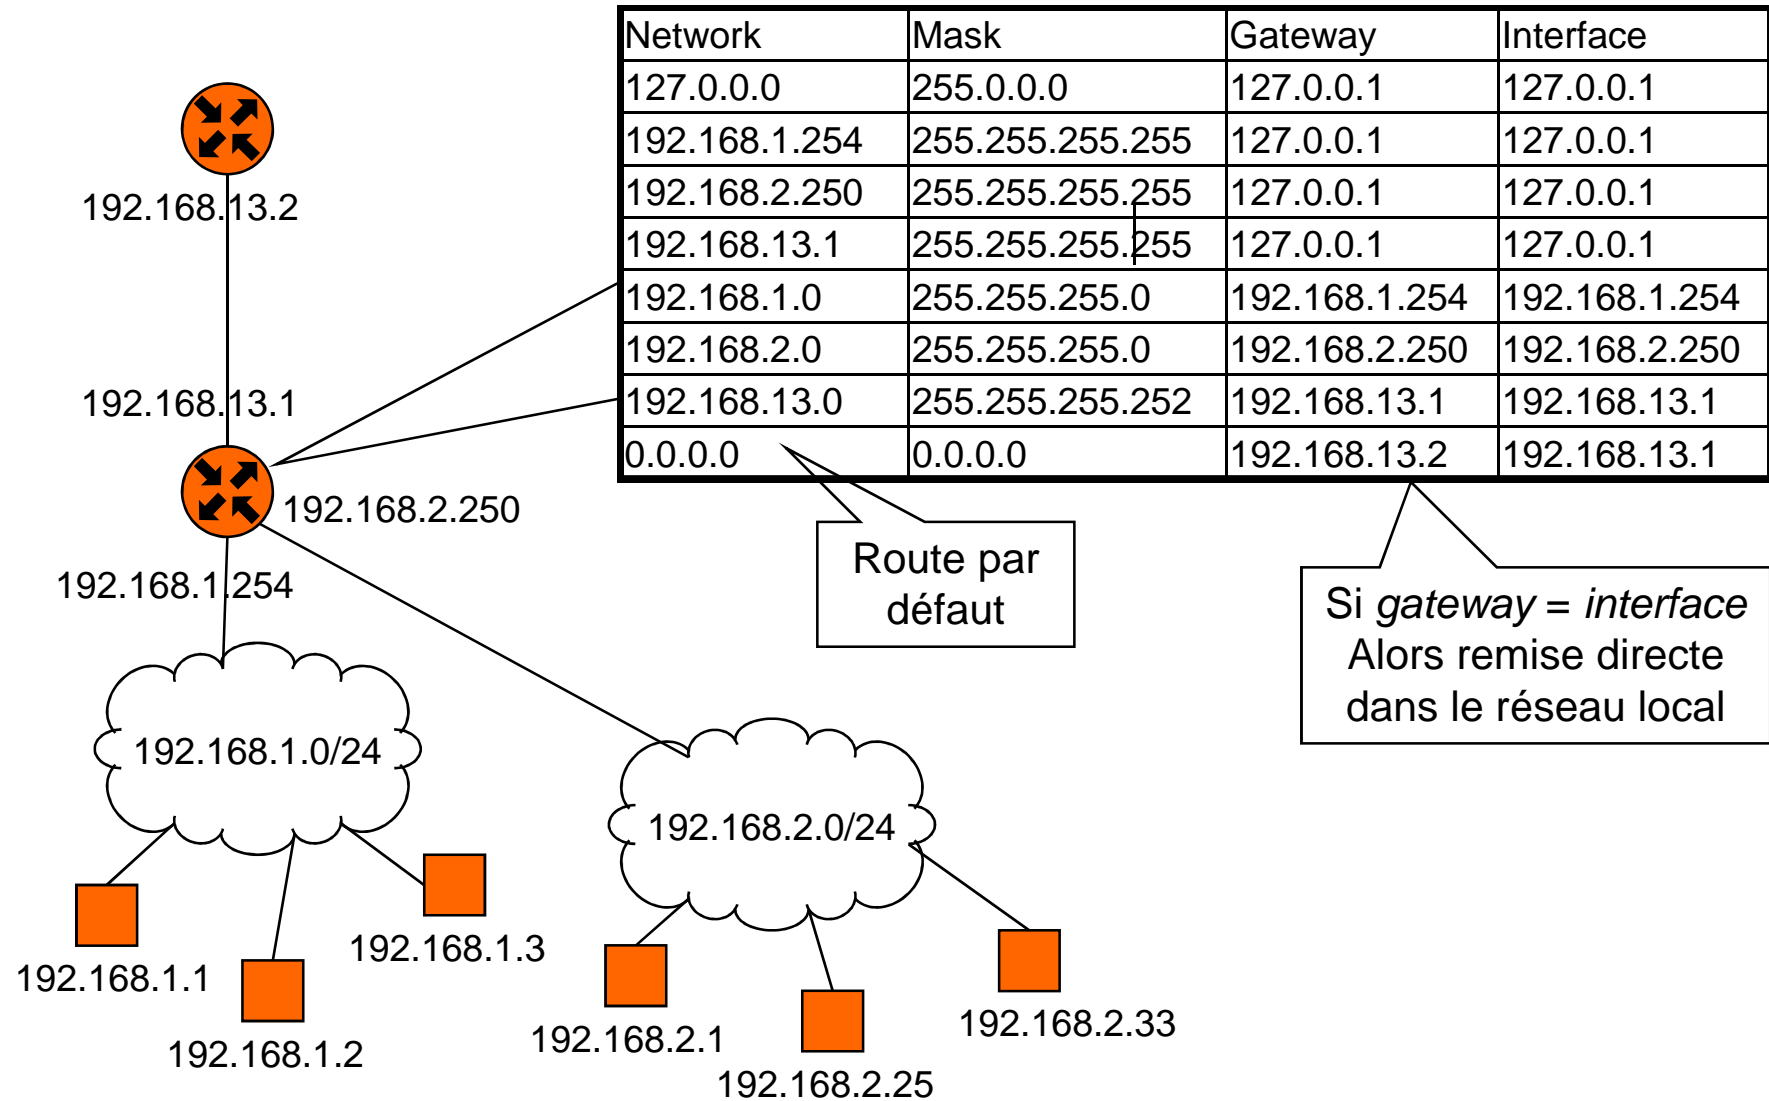 Network Mask Gateway Interface
127.0.0.0 255.0.0.0 127.0.0.1 127.0.0.1
192.168.1.254 255.255.255.255 127.0.0.1 127.0.0.1
192.168.2.250 255.255.255.255 127.0.0.1 127.0.0.1
192.168.13.1 255.255.255.255 127.0.0.1 127.0.0.1
192.168.1.0 255.255.255.0 192.168.1.254 192.168.1.254
192.168.2.0 255.255.255.0 192.168.2.250 192.168.2.250
192.168.13.0 255.255.255.252 192.168.13.1 192.168.13.1
0.0.0.0 0.0.0.0 192.168.13.2 192.168.13.1
192.168.13.2
192.168.13.1
192.168.2.250
192.168.1.254
Route par
défaut
Si gateway = interface
Alors remise directe
dans le réseau local
192.168.1.0/24
192.168.2.0/24
192.168.1.1
192.168.1.2
192.168.1.3
192.168.2.1
192.168.2.25
192.168.2.33